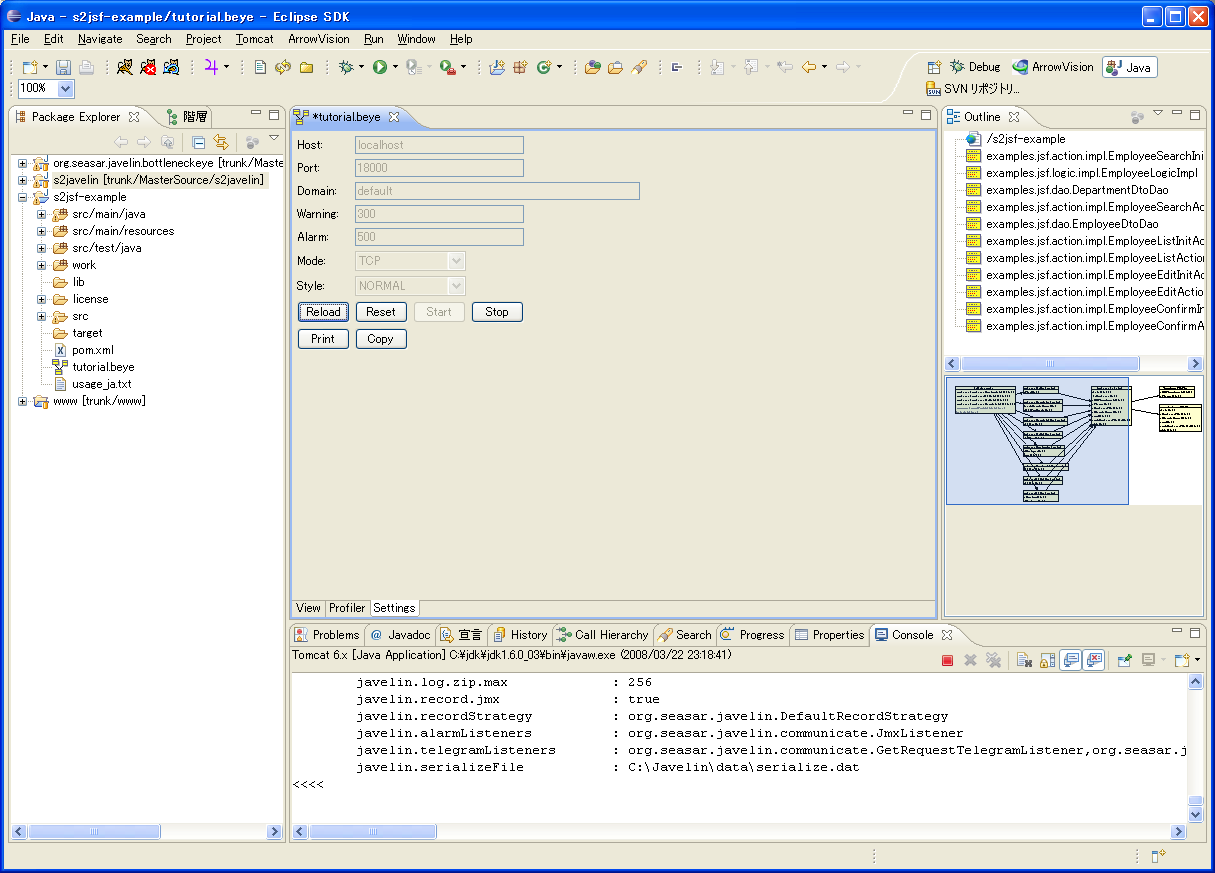 Java - s2jsf-example/tutorial.beye - Eclipse SDK
File Edit Navigate Search Project Tomcat ArrowVision Run Window Help
Debug ArrowVision Java
100%
SVN リポジトリ...
Package Explorer 階層
org.seasar.javelin.bottleneckeye [trunk/Maste
s2javelin [trunk/MasterSource/s2javelin]
s2jsf-example
src/main/java
src/main/resources
src/test/java
work
lib
license
src
target
pom.xml
tutorial.beye
usage_ja.txt
www [trunk/www]
*tutorial.beye
Host: localhost
Port: 18000
Domain: default
Warning: 300
Alarm: 500
Mode: TCP
Style: NORMAL
Reload Reset Start Stop
Print Copy
View Profiler Settings
Outline
/s2jsf-example
examples.jsf.action.impl.EmployeeSearchIni
examples.jsf.logic.impl.EmployeeLogicImpl
examples.jsf.dao.DepartmentDtoDao
examples.jsf.action.impl.EmployeeSearchAc
examples.jsf.dao.EmployeeDtoDao
examples.jsf.action.impl.EmployeeListInitAc
examples.jsf.action.impl.EmployeeListAction
examples.jsf.action.impl.EmployeeEditInitAc
examples.jsf.action.impl.EmployeeEditActio
examples.jsf.action.impl.EmployeeConfirmIn
examples.jsf.action.impl.EmployeeConfirmA
Problems Javadoc 宣言 History Call Hierarchy Search Progress Properties Console
Tomcat 6.x [Java Application] C:¥jdk¥jdk1.6.0_03¥bin¥javaw.exe (2008/03/22 23:18:41)
javelin.log.zip.max : 256
javelin.record.jmx : true
javelin.recordStrategy : org.seasar.javelin.DefaultRecordStrategy
javelin.alarmListeners : org.seasar.javelin.communicate.JmxListener
javelin.telegramListeners : org.seasar.javelin.communicate.GetRequestTelegramListener,org.seasar.j
javelin.serializeFile : C:\Javelin\data\serialize.dat
<<<<